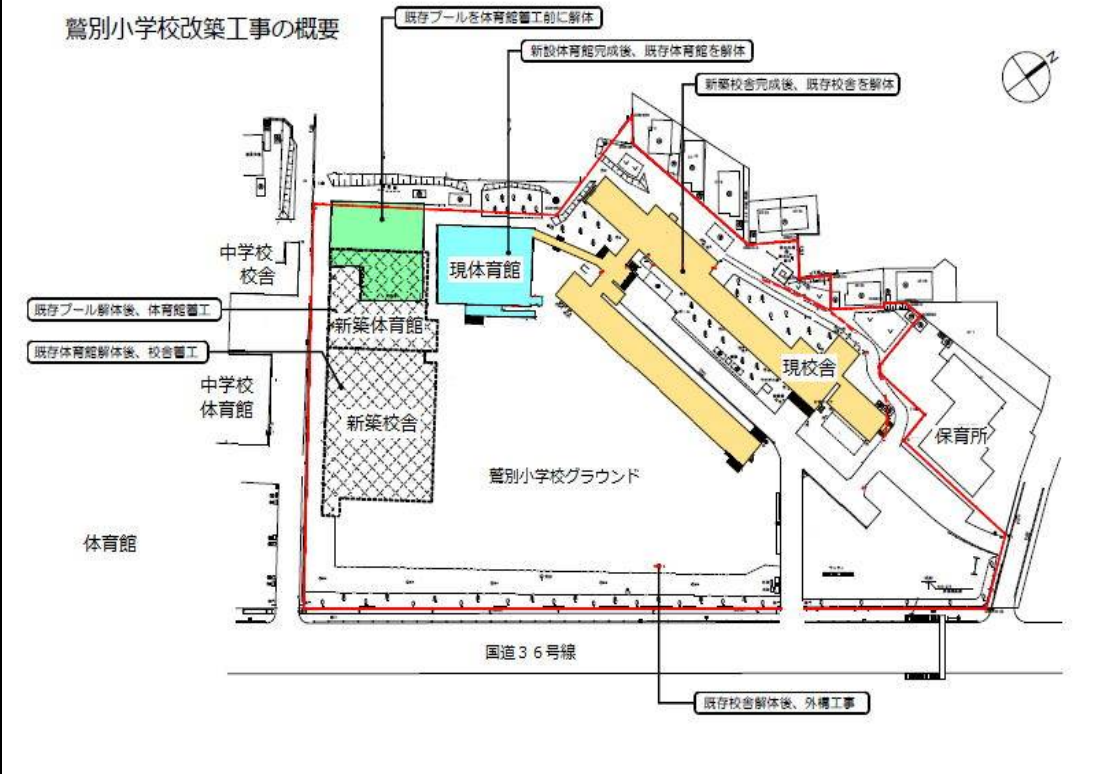 鷲別小学校改築工事の概要
既存プールを体育館着工前に解体
新設体育館完成後、既存体育館を解体
新築校舎完成後、既存校舎を解体
N
中学校
校舎
現体育館
既存プール解体後、体育館着工
新築体育館
既存体育館解体後、校舎着工
現校舎
中学校
体育館
新築校舎
保育所
鷲別小学校グラウンド
体育館
国道36号線
既存校舎解体後、外構工事